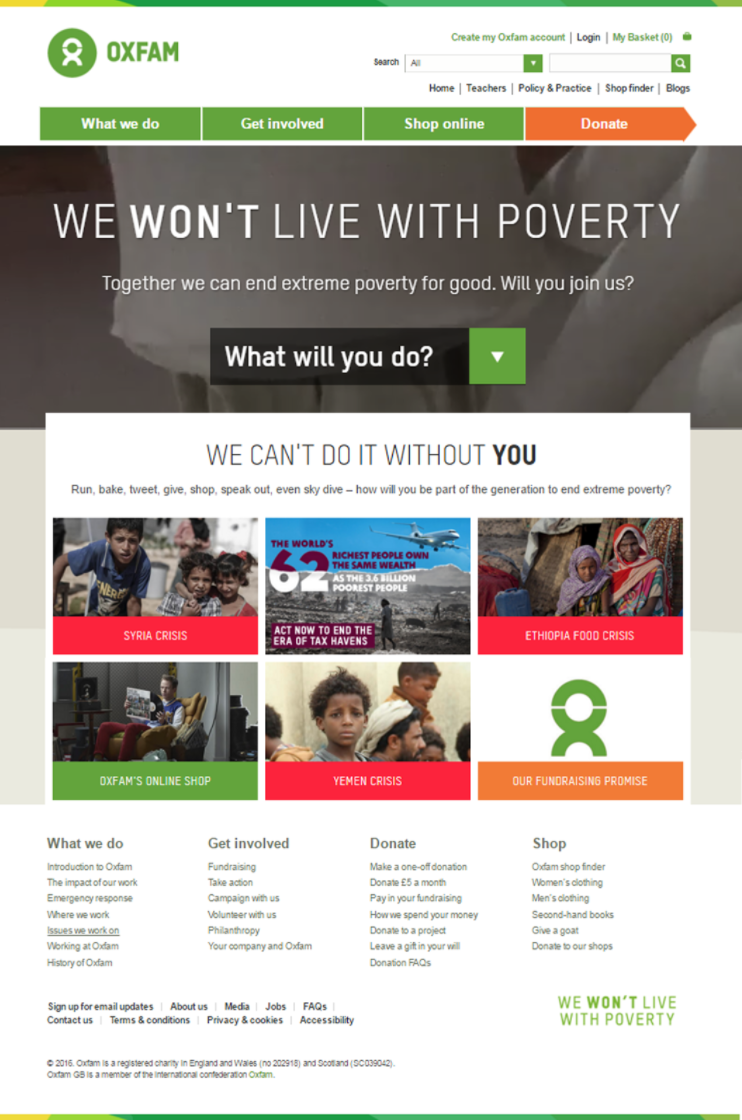 OXFAM
Create my Oxfam account | Login | My Basket (0)
Search All
Home | Teachers | Policy & Practice | Shop finder | Blogs
What we do Get involved Shop online Donate
WE WON'T LIVE WITH POVERTY
Together we can end extreme poverty for good. Will you join us?
What will you do?
WE CAN'T DO IT WITHOUT YOU
Run, bake, tweet, give, shop, speak out, even sky dive – how will you be part of the generation to end extreme poverty?
SYRIA CRISIS
THE WORLD'S
62 RICHEST PEOPLE OWN
THE SAME WEALTH
AS THE 3.6 BILLION
POOREST PEOPLE
ACT NOW TO END THE
ERA OF TAX HAVENS
ETHIOPIA FOOD CRISIS
OXFAM'S ONLINE SHOP
YEMEN CRISIS
OUR FUNDRAISING PROMISE
What we do
Introduction to Oxfam
The impact of our work
Emergency response
Where we work
Issues we work on
Working at Oxfam
History of Oxfam
Get involved
Fundraising
Take action
Campaign with us
Volunteer with us
Philanthropy
Your company and Oxfam
Donate
Make a one-off donation
Donate £5 a month
Pay in your fundraising
How we spend your money
Donate to a project
Leave a gift in your will
Donation FAQs
Shop
Oxfam shop finder
Women's clothing
Men's clothing
Second-hand books
Give a goat
Donate to our shops
Sign up for email updates | About us | Media | Jobs | FAQs |
Contact us | Terms & conditions | Privacy & cookies | Accessibility
WE WON'T LIVE
WITH POVERTY
© 2016. Oxfam is a registered charity in England and Wales (no 202918) and Scotland (SC039042).
Oxfam GB is a member of the international confederation Oxfam.